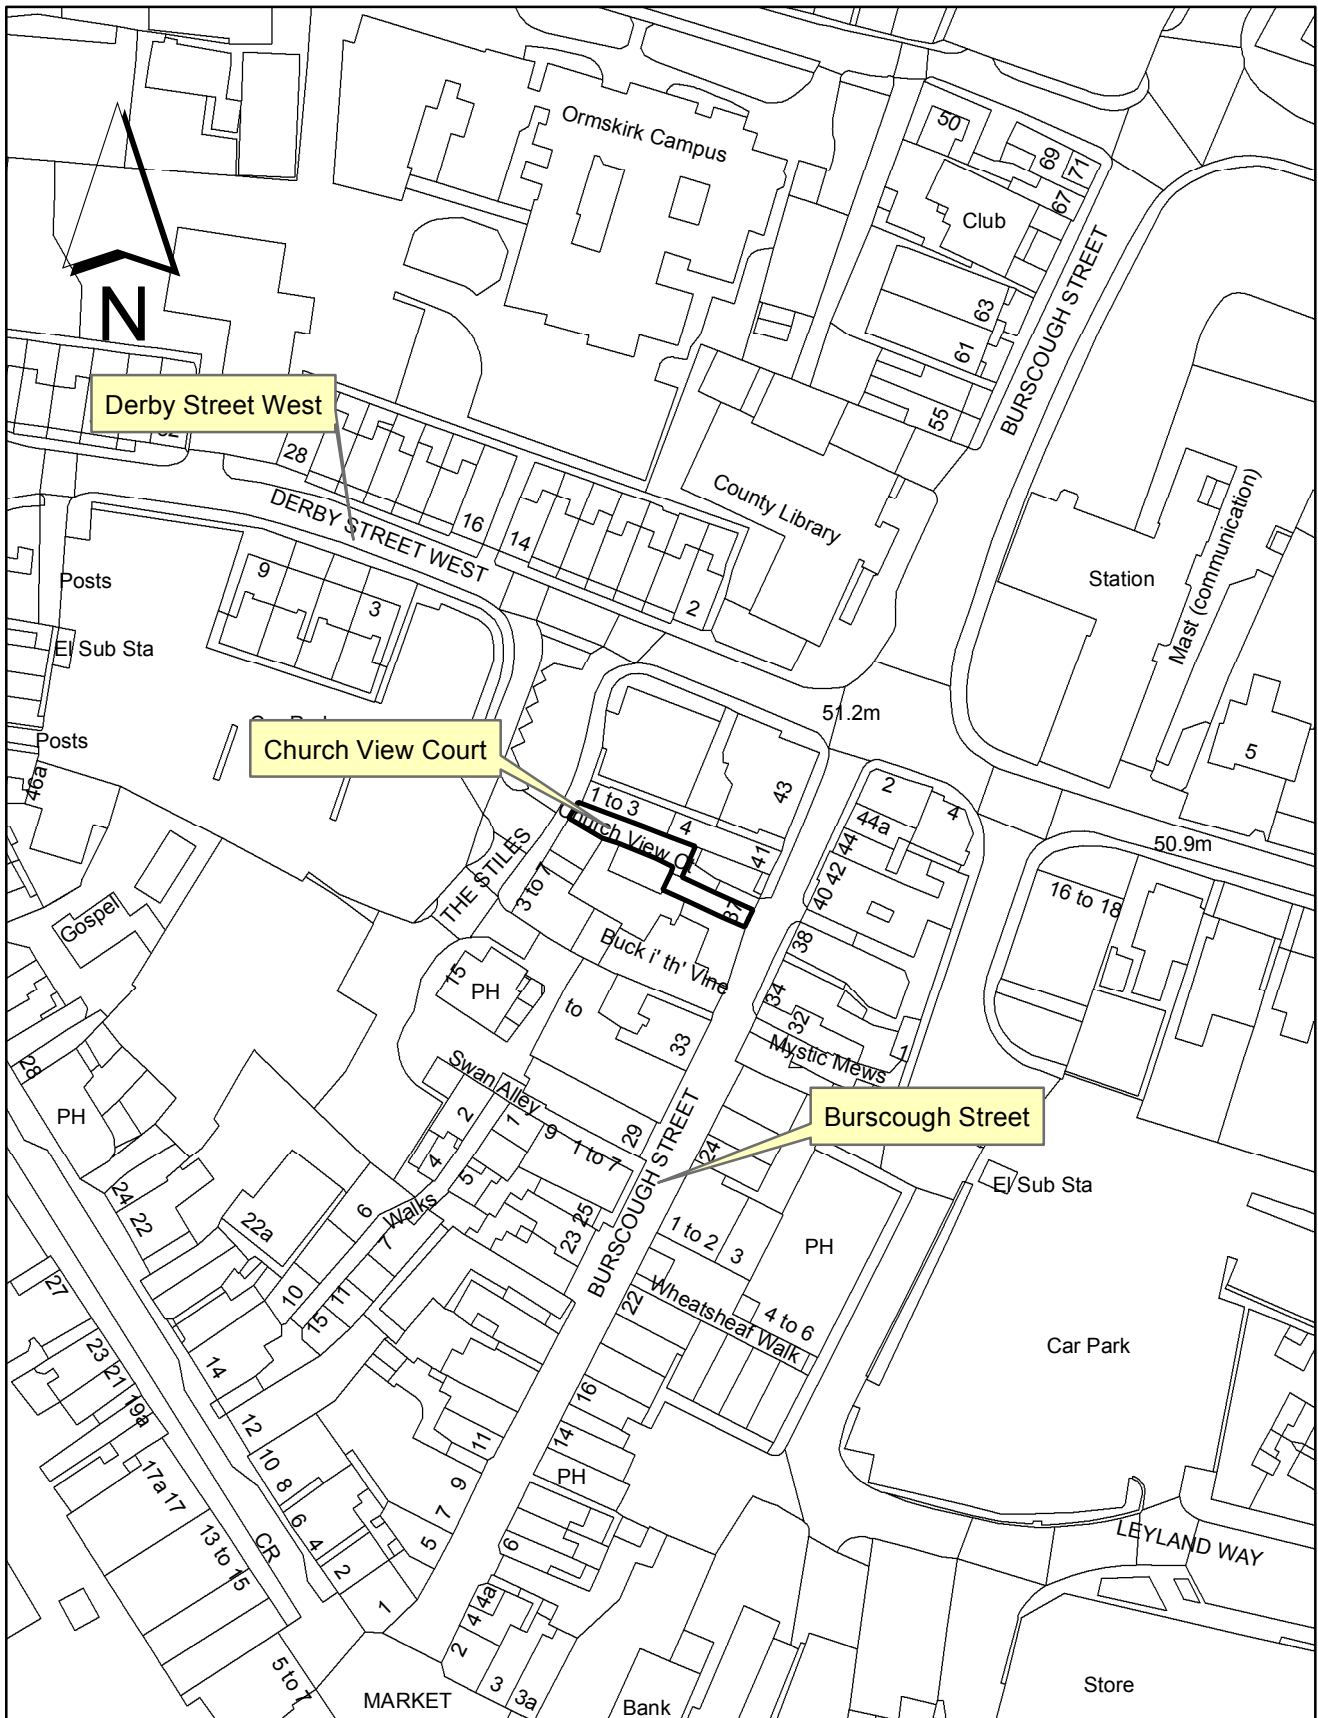 Ormskirk Campus
50
69
71
67
Club
BURSCOUGH STREET
63
61
55
N
Derby Street West
28
16
14
2
DERBY STREET WEST
County Library
Station
Mast (communication)
Posts
El Sub Sta
9
3
5
51.2m
50.9m
Posts
46a
Church View Court
1 to 3
4
Church View Ct
43
41
37
2
4
44a
44
42
40
38
34
32
1
Mystic Mews
16 to 18
THE STILES
3 to 7
Gospel
15
PH
Buck i' th' Vine
to
33
28
PH
Swan Alley
2
4
1
9
1 to 7
29
5
Burscough Street
24
El Sub Sta
24
22
22a
6
Walks
7
10
11
15
23
25
BURSCOUGH STREET
1 to 2
3
PH
22
Wheatsheaf Walk
4 to 6
Car Park
27
23
21
19a
14
12
10
8
6
4
2
1
16
14
11
PH
9
7
5
17a
17
13 to 15
CR
6
4a
4
2
3
3a
LEYLAND WAY
5 to 7
MARKET
Bank
Store